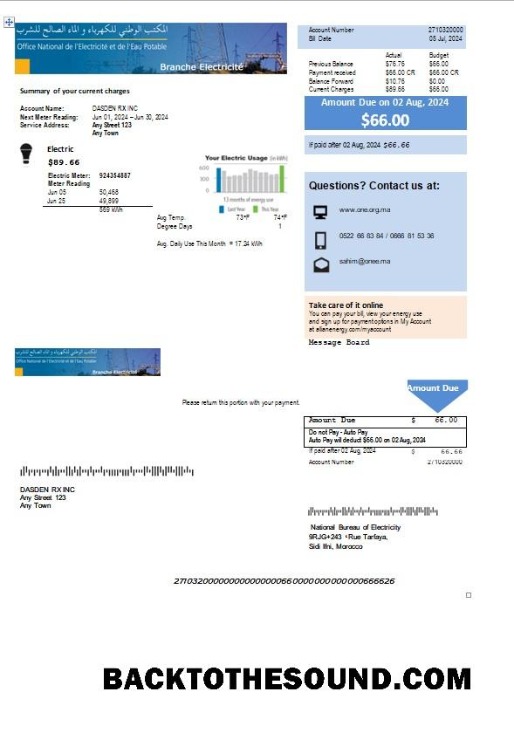 المكتب الوطني للكهرباء و الماء الصالح للشرب
Office National de l'Electricité et de l'Eau Potable
Branche Electricité
Account Number 2710320000
Bill Date 05 Jul, 2024
Actual Budget
Previous Balance $76.76 $66.00
Payment received $66.00 CR $66.00 CR
Balance Forward $10.76 $0.00
Current Charges $89.66 $66.00
Amount Due on 02 Aug, 2024
$66.00
If paid after 02 Aug, 2024 $66.66
Summary of your current charges
Account Name: DASDEN RX INC
Next Meter Reading: Jun 01, 2024 – Jun 30, 2024
Service Address: Any Street 123
Any Town
Electric
$89.66
Electric Meter: 924354887
Meter Reading
Jun 05 50,458
Jun 25 49,899
569 kWh
Your Electric Usage (in kWh)
600
300
0
13 months of energy use
Last Year This Year
Avg Temp. 73°F 74°F
Degree Days 1
Avg. Daily Use This Month = 17.24 kWh
Questions? Contact us at:
www.one.org.ma
0522 66 83 84 / 0668 81 53 36
sahim@onee.ma
Take care of it online
You can pay your bill, view your energy use
and sign up for payment options in My Account
at alianenergy.com/myaccount
Message Board
المكتب الوطني للكهرباء و الماء الصالح للشرب
Office National de l'Electricité et de l'Eau Potable
Branche Electricité
Please return this portion with your payment.
Amount Due
Amount Due $ 66.00
Do not Pay - Auto Pay
Auto Pay will deduct $66.00 on 02 Aug, 2024
If paid after 02 Aug, 2024 $ 66.66
Account Number 2710320000
DASDEN RX INC
Any Street 123
Any Town
National Bureau of Electricity
9RJG+243 ، Rue Tarfaya,
Sidi Ifni, Morocco
BACKTOTHESOUND.COM